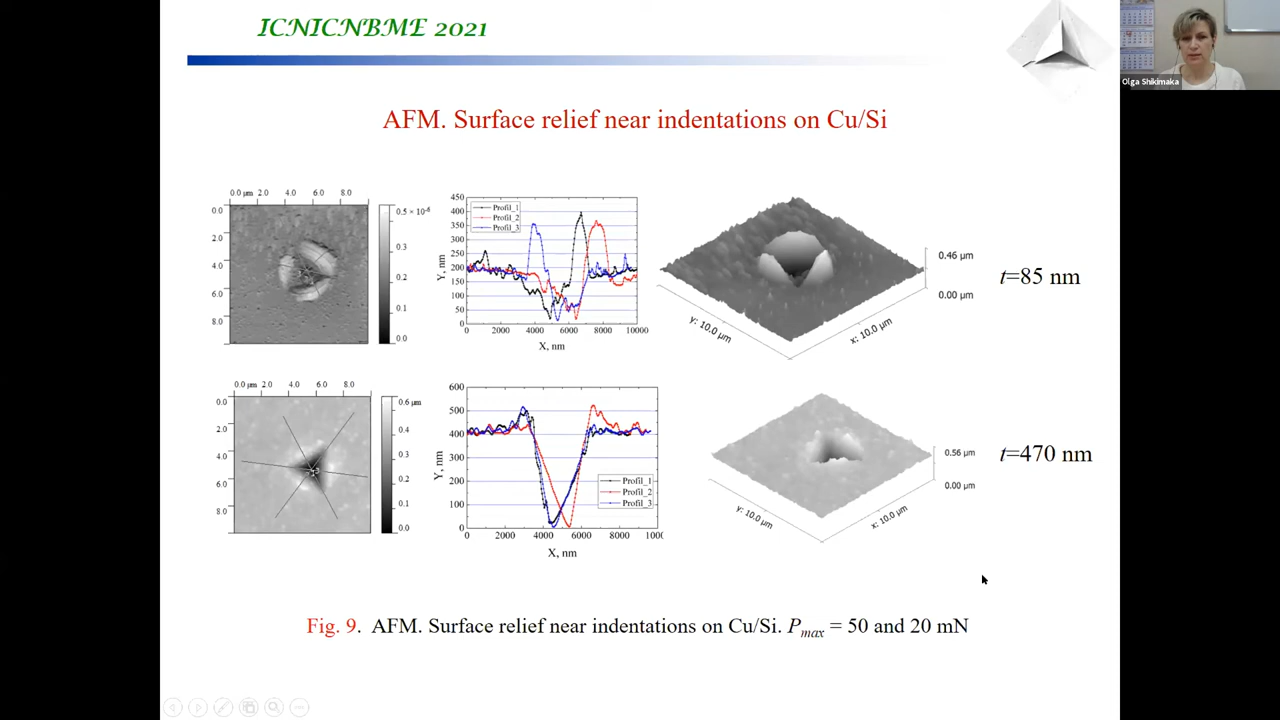 ICNICNBME 2021
Olga Shikimaka
AFM. Surface relief near indentations on Cu/Si
0.0 µm 2.0 4.0 6.0 8.0
0.0
2.0
4.0
6.0
8.0
0.5 × 10⁻⁶
0.3
0.2
0.1
0.0
450
400
350
300
250
200
150
100
50
0
Y, nm
Profil_1
Profil_2
Profil_3
0 2000 4000 6000 8000 10000
X, nm
0.46 µm
0.00 µm
y: 10.0 µm
x: 10.0 µm
t=85 nm
0.0 µm 2.0 4.0 6.0 8.0
0.0
2.0
4.0
6.0
8.0
0.6 µm
0.4
0.3
0.2
0.1
0.0
600
500
400
300
200
100
0
Y, nm
Profil_1
Profil_2
Profil_3
0 2000 4000 6000 8000 1000
X, nm
0.56 µm
0.00 µm
y: 10.0 µm
x: 10.0 µm
t=470 nm
Fig. 9. AFM. Surface relief near indentations on Cu/Si. Pmax = 50 and 20 mN